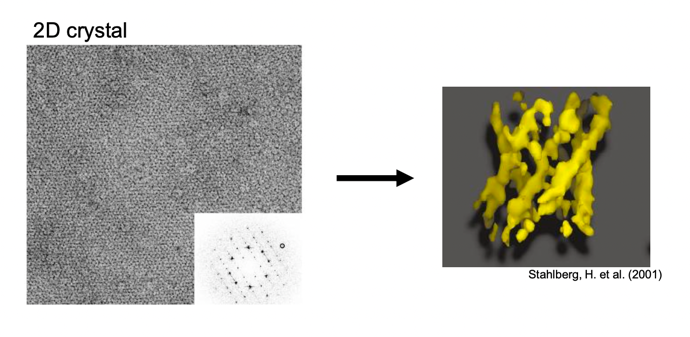 2D crystal
Stahlberg, H. et al. (2001)